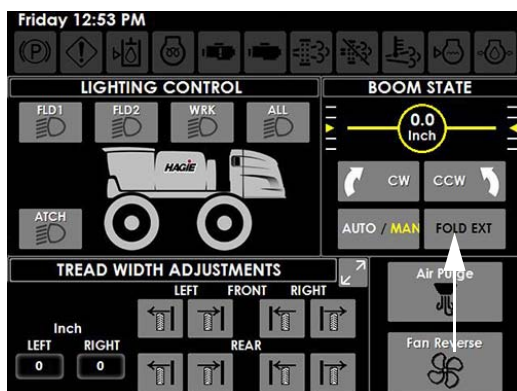 Friday 12:53 PM
LIGHTING CONTROL
FLD1 FLD2 WRK ALL
HAGIE
ATCH
BOOM STATE
0.0
Inch
CW CCW
AUTO / MAN FOLD EXT
TREAD WIDTH ADJUSTMENTS
LEFT FRONT RIGHT
Inch
LEFT RIGHT
REAR
0 0
Air Purge
Fan Reverse